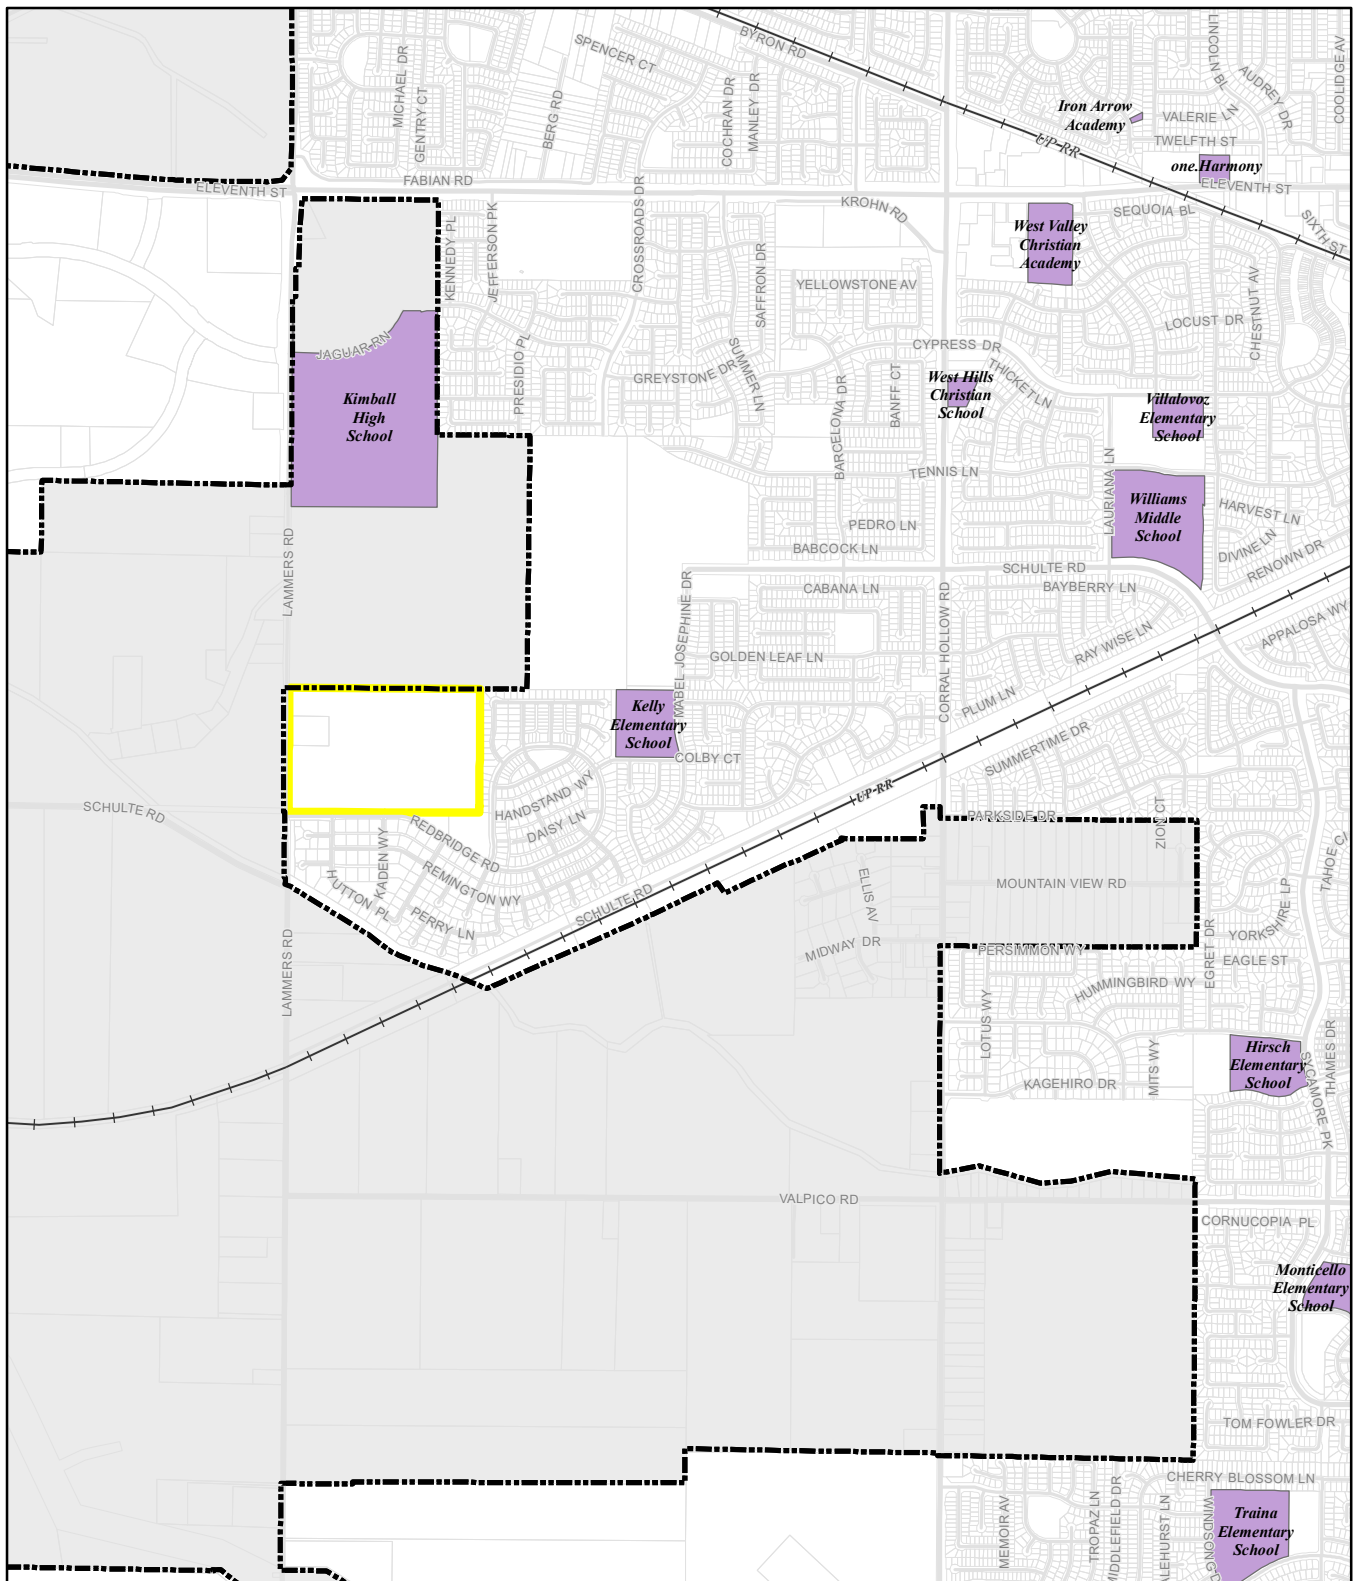 MICHAEL DR
GENTRY CT
SPENCER CT
BERG RD
COCHRAN DR
MANLEY DR
BYRON RD
LINCOLN BL
AUDREY DR
COOLIDGE AV
Iron Arrow
Academy
VALERIE LN
TWELFTH ST
UP RR
one.Harmony
ELEVENTH ST
ELEVENTH ST
FABIAN RD
KENNEDY PL
JEFFERSON PK
CROSSROADS DR
KROHN RD
SEQUOIA BL
SIXTH ST
West Valley
Christian
Academy
SAFFRON DR
YELLOWSTONE AV
CHESTNUT AV
LOCUST DR
JAGUAR RN
PRESIDIO PL
GREYSTONE DR
SUMMER LN
CYPRESS DR
THICKET LN
BARCELONA DR
BANFF CT
West Hills
Christian
School
Kimball
High
School
Villalovoz
Elementary
School
TENNIS LN
LAURIANA LN
Williams
Middle
School
HARVEST LN
DIVINE LN
RENOWN DR
PEDRO LN
BABCOCK LN
LAMMERS RD
SCHULTE RD
BAYBERRY LN
CABANA LN
MABEL JOSEPHINE DR
CORRAL HOLLOW RD
RAY WISE LN
APPALOSA WY
GOLDEN LEAF LN
PLUM LN
Kelly
Elementary
School
SUMMERTIME DR
COLBY CT
UP RR
HANDSTAND WY
SCHULTE RD
DAISY LN
REDBRIDGE RD
PARKSIDE DR
ZION CT
TAHOE CI
KADEN WY
HUTTON PL
REMINGTON WY
PERRY LN
SCHULTE RD
ELLIS AV
MIDWAY DR
MOUNTAIN VIEW RD
YORKSHIRE LP
EGRET DR
PERSIMMON WY
EAGLE ST
LAMMERS RD
HUMMINGBIRD WY
LOTUS WY
MITS WY
KAGEHIRO DR
Hirsch
Elementary
School
SYCAMORE PK
THAMES DR
VALPICO RD
CORNUCOPIA PL
Monticello
Elementary
School
TOM FOWLER DR
CHERRY BLOSSOM LN
MEMOIR AV
TROPAZ LN
MIDDLEFIELD DR
Traina
Elementary
School